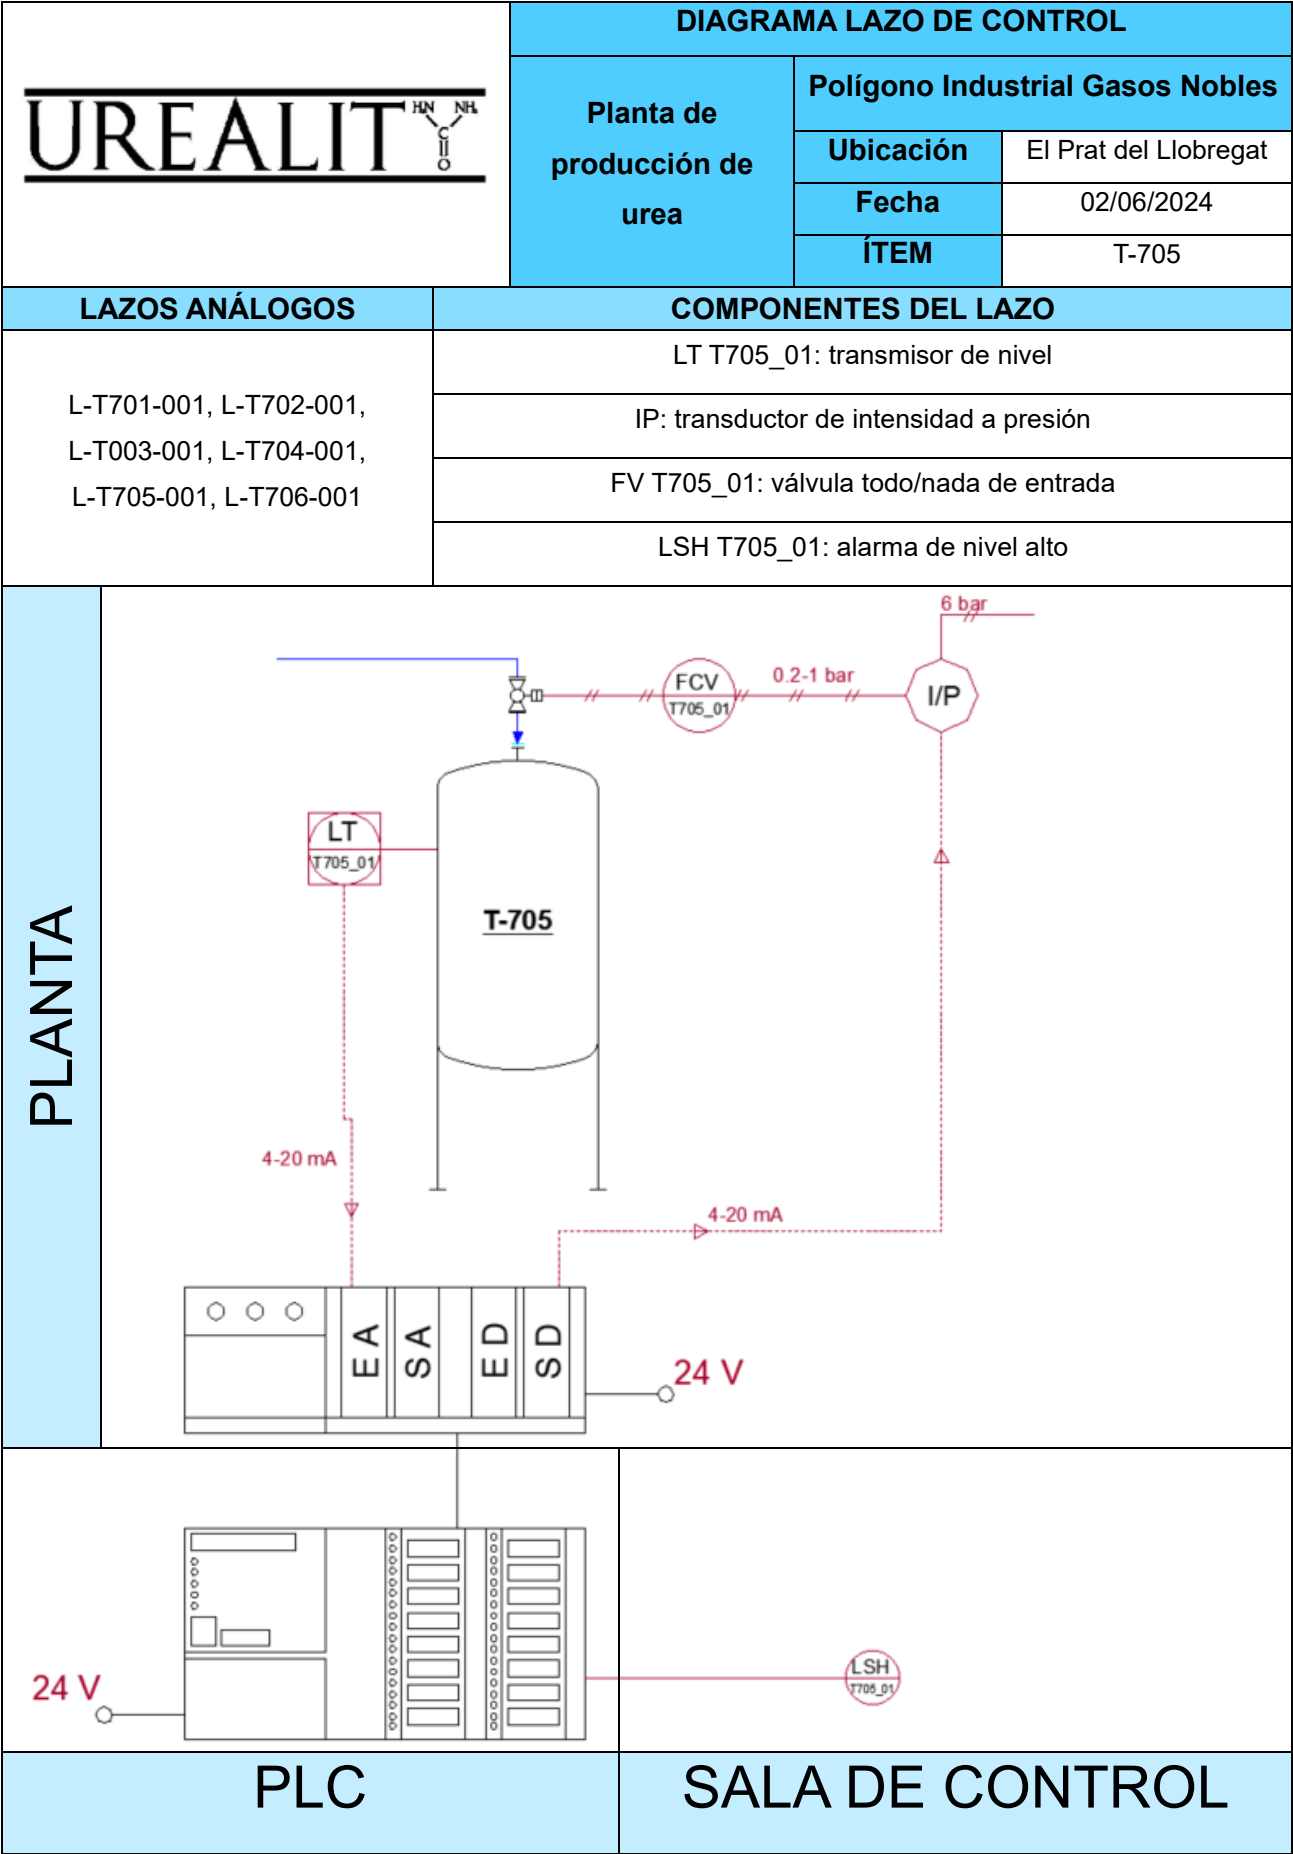 UREALITY
HN NH₂
C
O
DIAGRAMA LAZO DE CONTROL
Planta de
producción de
urea
Polígono Industrial Gasos Nobles
Ubicación El Prat del Llobregat
Fecha 02/06/2024
ÍTEM T-705
LAZOS ANÁLOGOS
COMPONENTES DEL LAZO
L-T701-001, L-T702-001,
L-T003-001, L-T704-001,
L-T705-001, L-T706-001
LT T705_01: transmisor de nivel
IP: transductor de intensidad a presión
FV T705_01: válvula todo/nada de entrada
LSH T705_01: alarma de nivel alto
PLANTA
6 bar
FCV
T705_01
0.2-1 bar
I/P
LT
T705_01
T-705
4-20 mA
4-20 mA
EA
SA
ED
SD
24 V
24 V
LSH
T705_01
PLC
SALA DE CONTROL